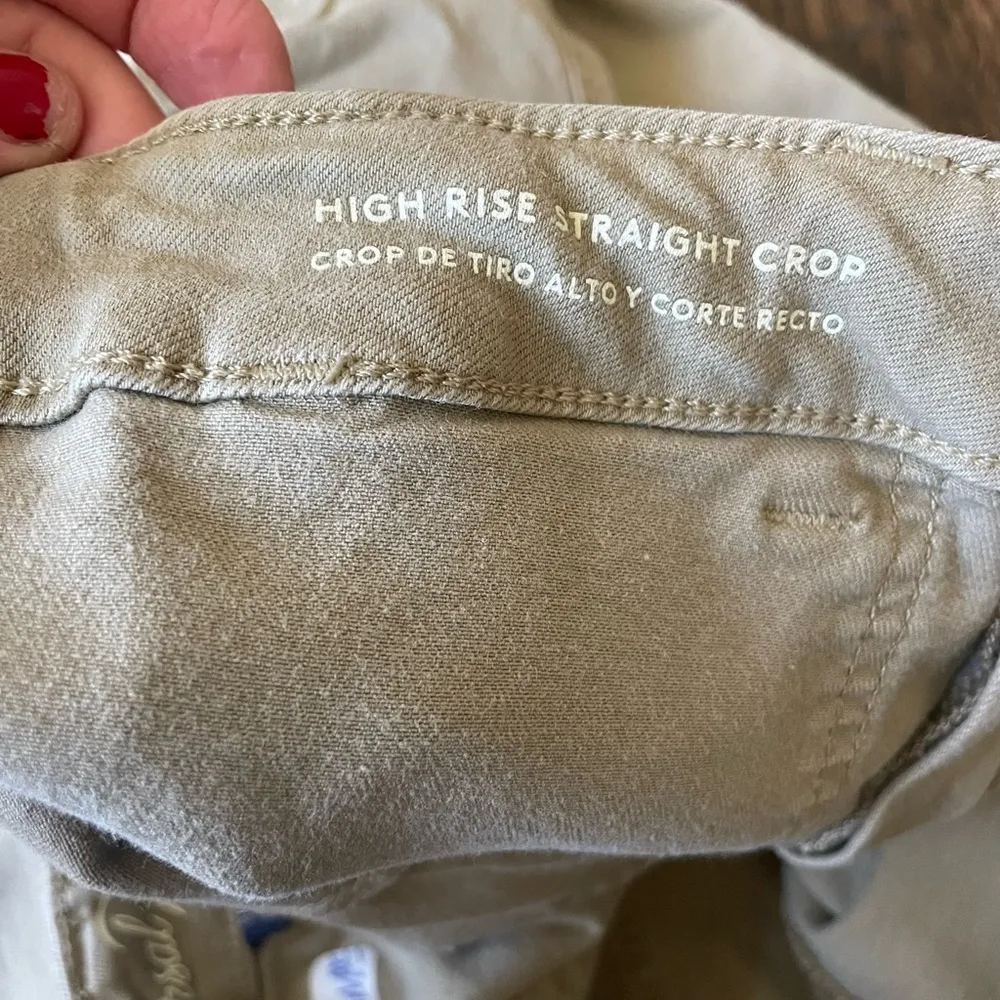 HIGH RISE STRAIGHT CROP
CROP DE TIRO ALTO Y CORTE RECTO